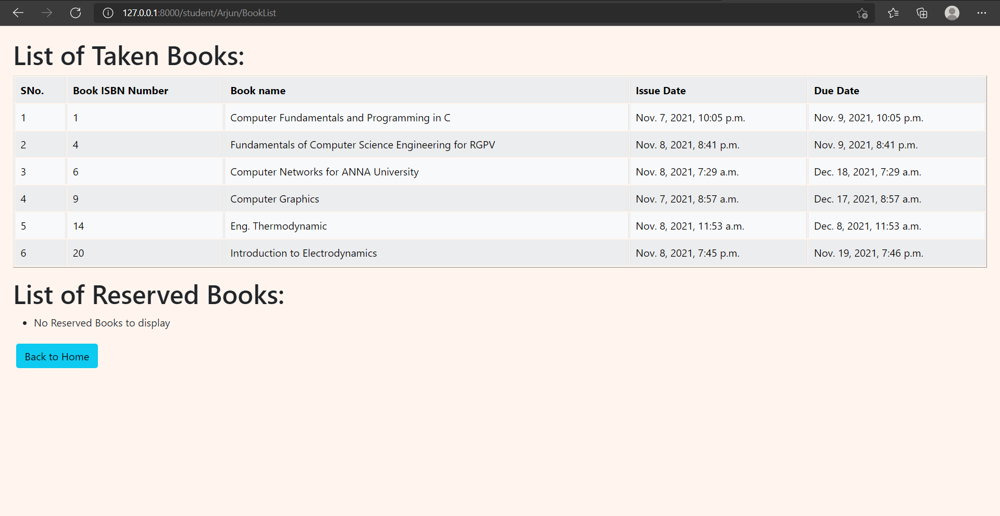 127.0.0.1:8000/student/Arjun/BookList
List of Taken Books:
SNo. Book ISBN Number Book name Issue Date Due Date
1 1 Computer Fundamentals and Programming in C Nov. 7, 2021, 10:05 p.m. Nov. 9, 2021, 10:05 p.m.
2 4 Fundamentals of Computer Science Engineering for RGPV Nov. 8, 2021, 8:41 p.m. Nov. 9, 2021, 8:41 p.m.
3 6 Computer Networks for ANNA University Nov. 8, 2021, 7:29 a.m. Dec. 18, 2021, 7:29 a.m.
4 9 Computer Graphics Nov. 7, 2021, 8:57 a.m. Dec. 17, 2021, 8:57 a.m.
5 14 Eng. Thermodynamic Nov. 8, 2021, 11:53 a.m. Dec. 8, 2021, 11:53 a.m.
6 20 Introduction to Electrodynamics Nov. 8, 2021, 7:45 p.m. Nov. 19, 2021, 7:46 p.m.
List of Reserved Books:
• No Reserved Books to display
Back to Home